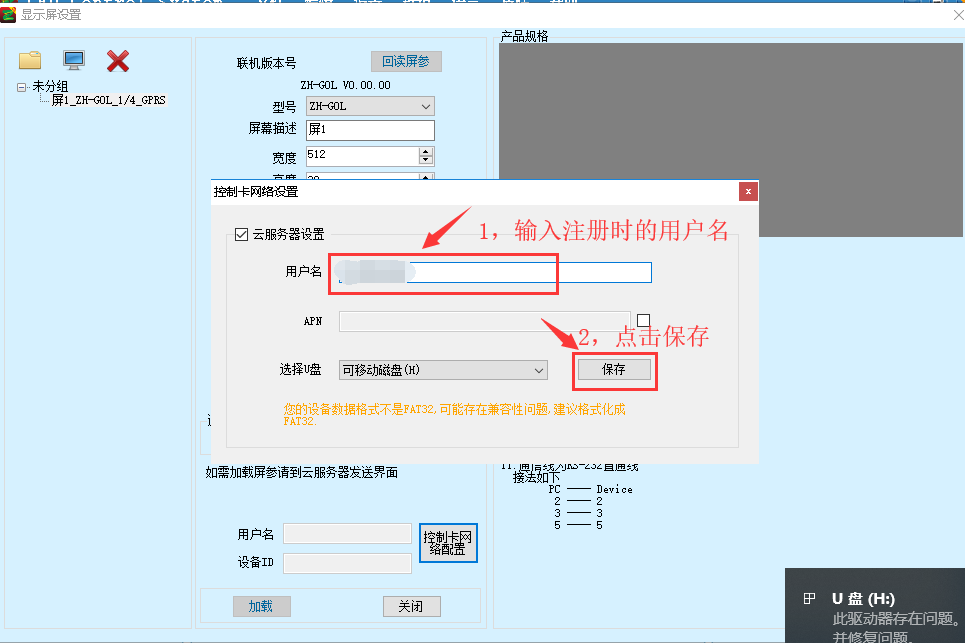 显示屏设置
产品规格
联机版本号
回读屏参
未分组
ZH-GOL V0.00.00
屏1_ZH-GOL_1/4_GPRS
型号
ZH-GOL
屏幕描述
屏1
宽度
512
控制卡网络设置
x
云服务器设置
1，输入注册时的用户名
用户名
APN
2，点击保存
选择U盘
可移动磁盘(H)
保存
您的设备数据格式不是FAT32,可能存在兼容性问题,建议格式化成
FAT32.
11.通信线为RS-232直通线
如需加载屏参请到云服务器发送界面
接法如下
PC —— Device
2 —— 2
3 —— 3
5 —— 5
用户名
控制卡网
络配置
设备ID
加载
关闭
U 盘 (H:)
此驱动器存在问题。
并修复问题。